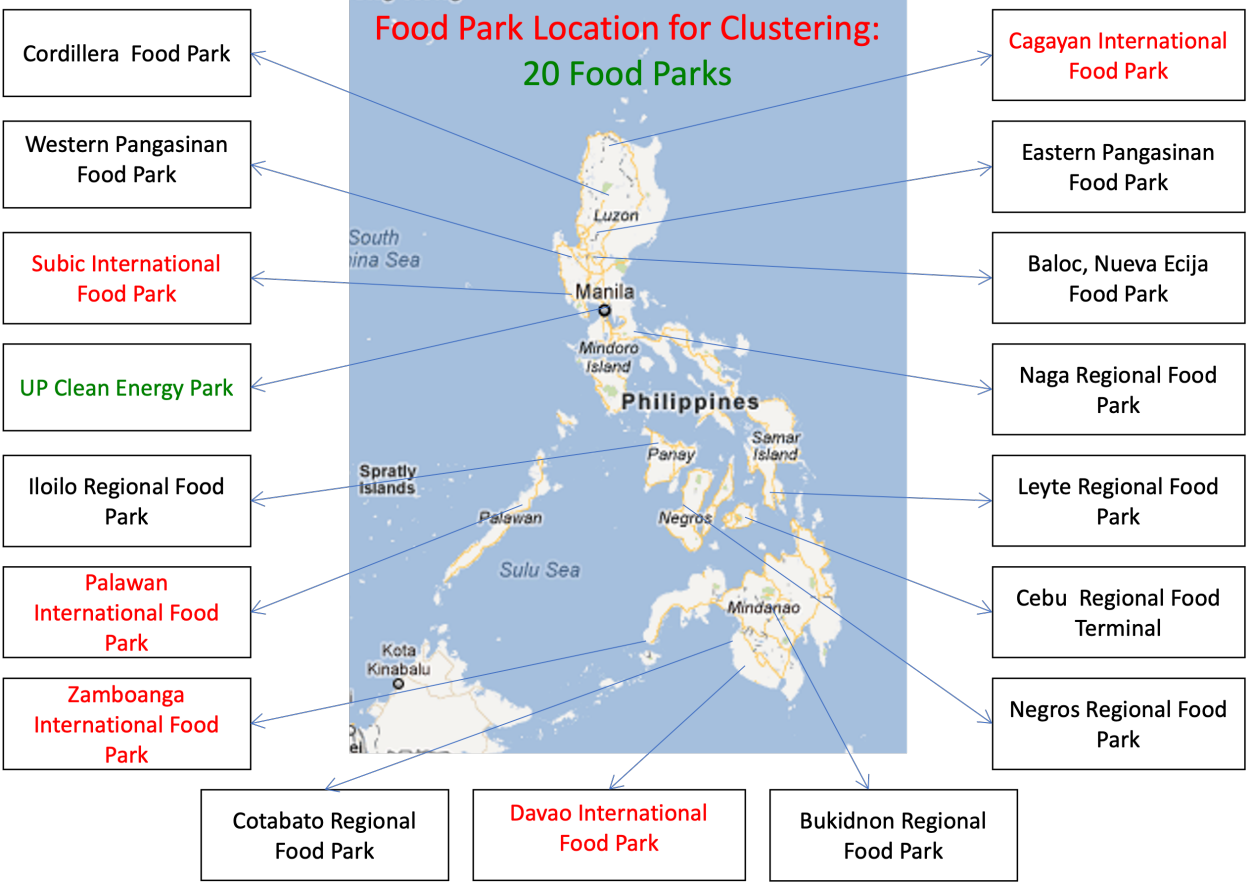 Food Park Location for Clustering:
20 Food Parks
Cordillera Food Park
Western Pangasinan
Food Park
Subic International
Food Park
UP Clean Energy Park
Iloilo Regional Food
Park
Palawan
International Food
Park
Zamboanga
International Food
Park
Cotabato Regional
Food Park
Davao International
Food Park
Bukidnon Regional
Food Park
Cagayan International
Food Park
Eastern Pangasinan
Food Park
Baloc, Nueva Ecija
Food Park
Naga Regional Food
Park
Leyte Regional Food
Park
Cebu Regional Food
Terminal
Negros Regional Food
Park
Luzon
South
ina Sea
Manila
Mindoro
Island
Philippines
Samar
Island
Panay
Spratly
Islands
Palawan
Negros
Sulu Sea
Mindanao
Kota
Kinabalu
ei